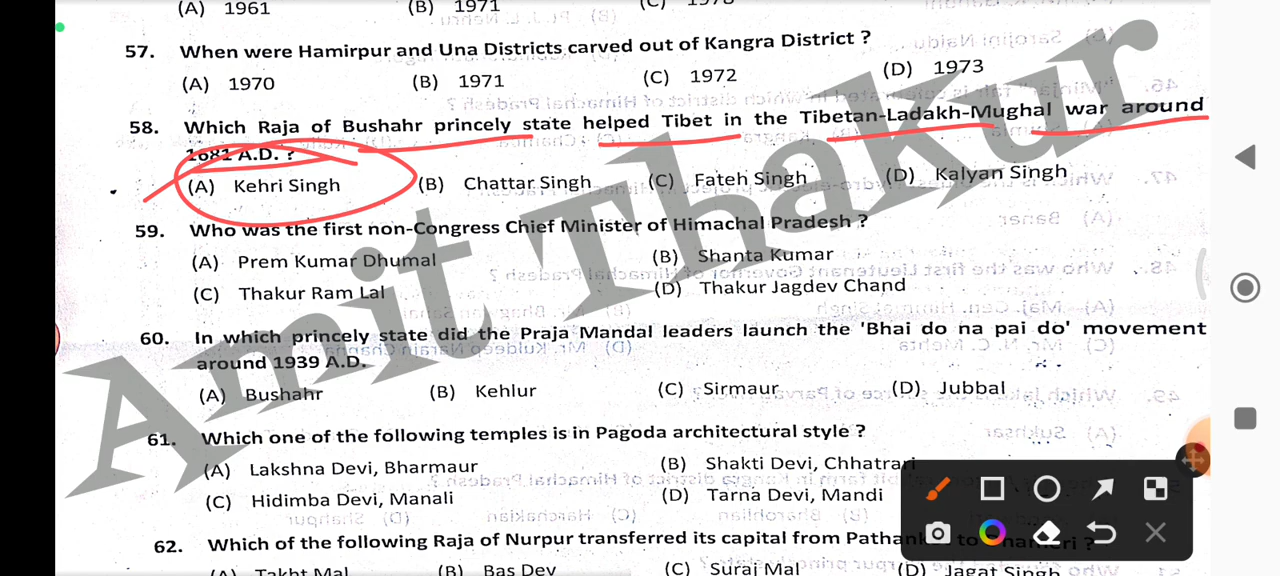 (A) 1961 (B) 1971 (C)
57. When were Hamirpur and Una Districts carved out of Kangra District ?
(A) 1970 (B) 1971 (C) 1972 (D) 1973
58. Which Raja of Bushahr princely state helped Tibet in the Tibetan-Ladakh-Mughal war around
1681 A.D. ?
(A) Kehri Singh (B) Chattar Singh (C) Fateh Singh (D) Kalyan Singh
59. Who was the first non-Congress Chief Minister of Himachal Pradesh ?
(A) Prem Kumar Dhumal (B) Shanta Kumar
(C) Thakur Ram Lal (D) Thakur Jagdev Chand
60. In which princely state did the Praja Mandal leaders launch the 'Bhai do na pai do' movement
around 1939 A.D.
(A) Bushahr (B) Kehlur (C) Sirmaur (D) Jubbal
61. Which one of the following temples is in Pagoda architectural style ?
(A) Lakshna Devi, Bharmaur (B) Shakti Devi, Chhatrari
(C) Hidimba Devi, Manali (D) Tarna Devi, Mandi
62. Which of the following Raja of Nurpur transferred its capital from ?
(A) Takht Mal (B) Bas Dev (C) Suraj Mal (D) Jagat Singh
Amit Thakur